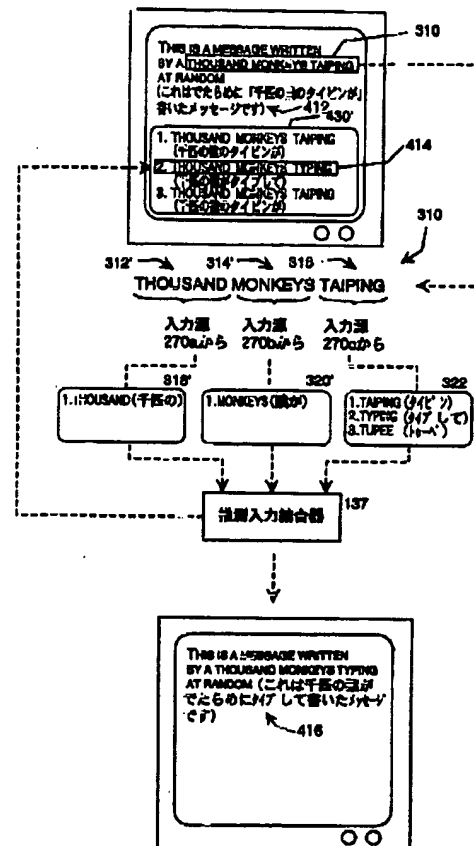 310
THIS IS A MESSAGE WRITTEN
BY A THOUSAND MONKEYS TAIPING
AT RANDOM
(これはでたらめに「千匹の猿のタイピンが」
書いたメッセージです) 412
430'
1. THOUSAND MONKEYS TAIPING
(千匹の猿のタイピンが)
414
2. THOUSAND MONKEYS TYPING
3. THOUSAND MONKEYS TAIPING
(千匹の猿のタイピンが)
310
312' 314' 316
THOUSAND MONKEYS TAIPING
入力源 入力源 入力源
270aから 270bから 270cから
318' 320' 322
1.THOUSAND(千匹の) 1.MONKEYS(猿が) 1.TAIPING(タイピン)
2.TYPING(タイプして)
3.TUPEE(トゥーペ)
推測入力結合器 137
THIS IS A MESSAGE WRITTEN
BY A THOUSAND MONKEYS TYPING
AT RANDOM (これは千匹の猿が
でたらめにタイプして書いたメッセージ
です)
416